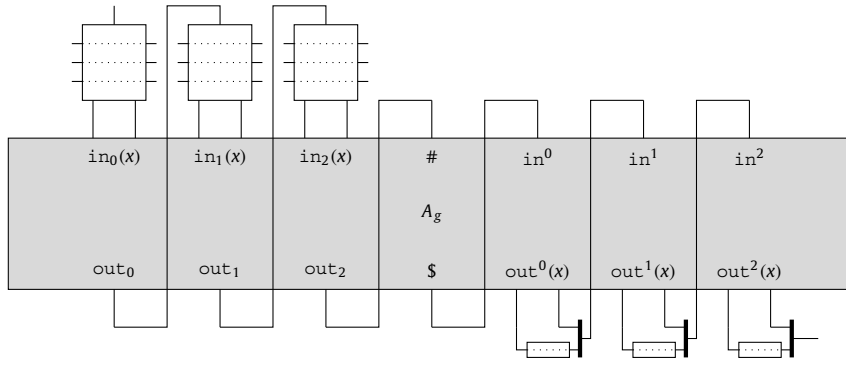 in₀(x) in₁(x) in₂(x) # in⁰ in¹ in²
A_g
out₀ out₁ out₂ $ out⁰(x) out¹(x) out²(x)